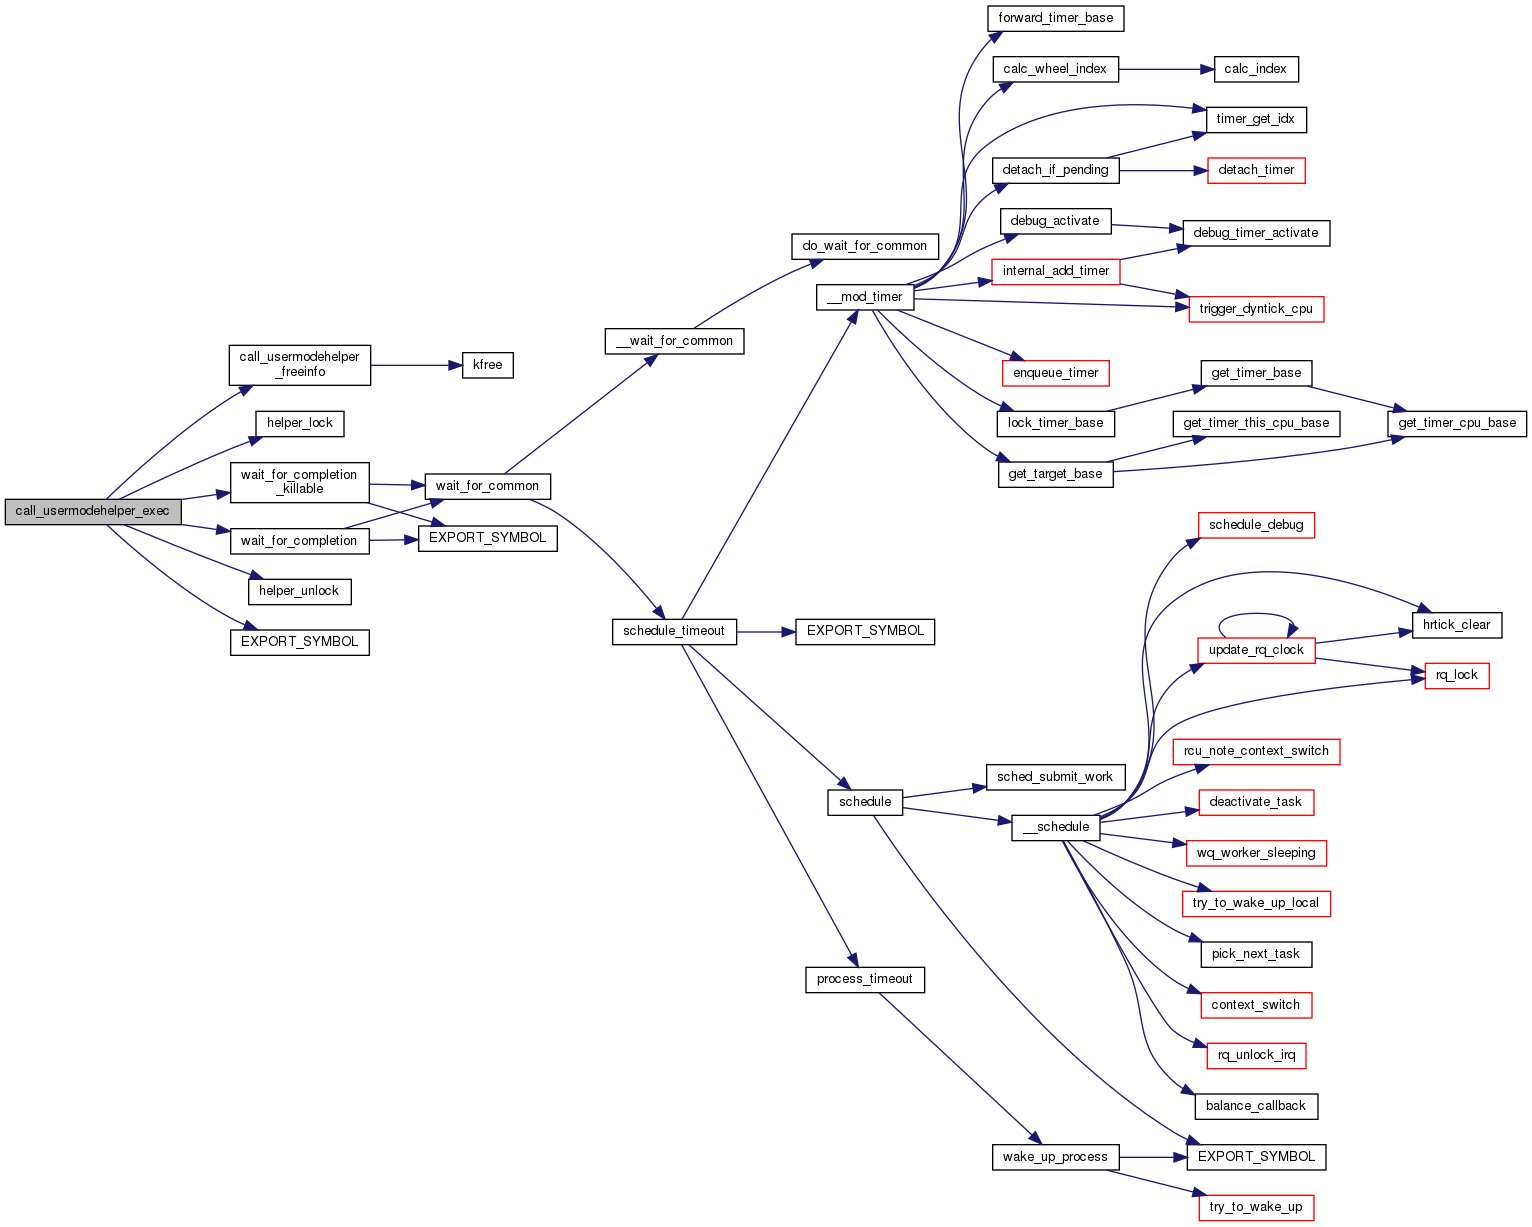 forward_timer_base
calc_wheel_index
calc_index
timer_get_idx
detach_if_pending
detach_timer
debug_activate
debug_timer_activate
do_wait_for_common
internal_add_timer
__mod_timer
trigger_dyntick_cpu
__wait_for_common
call_usermodehelper
_freeinfo
kfree
enqueue_timer
get_timer_base
helper_lock
lock_timer_base
get_timer_this_cpu_base
get_timer_cpu_base
wait_for_completion
_killable
wait_for_common
get_target_base
call_usermodehelper_exec
schedule_debug
wait_for_completion
EXPORT_SYMBOL
helper_unlock
hrtick_clear
EXPORT_SYMBOL
schedule_timeout
EXPORT_SYMBOL
update_rq_clock
rq_lock
rcu_note_context_switch
sched_submit_work
schedule
deactivate_task
__schedule
wq_worker_sleeping
try_to_wake_up_local
pick_next_task
process_timeout
context_switch
rq_unlock_irq
balance_callback
wake_up_process
EXPORT_SYMBOL
try_to_wake_up